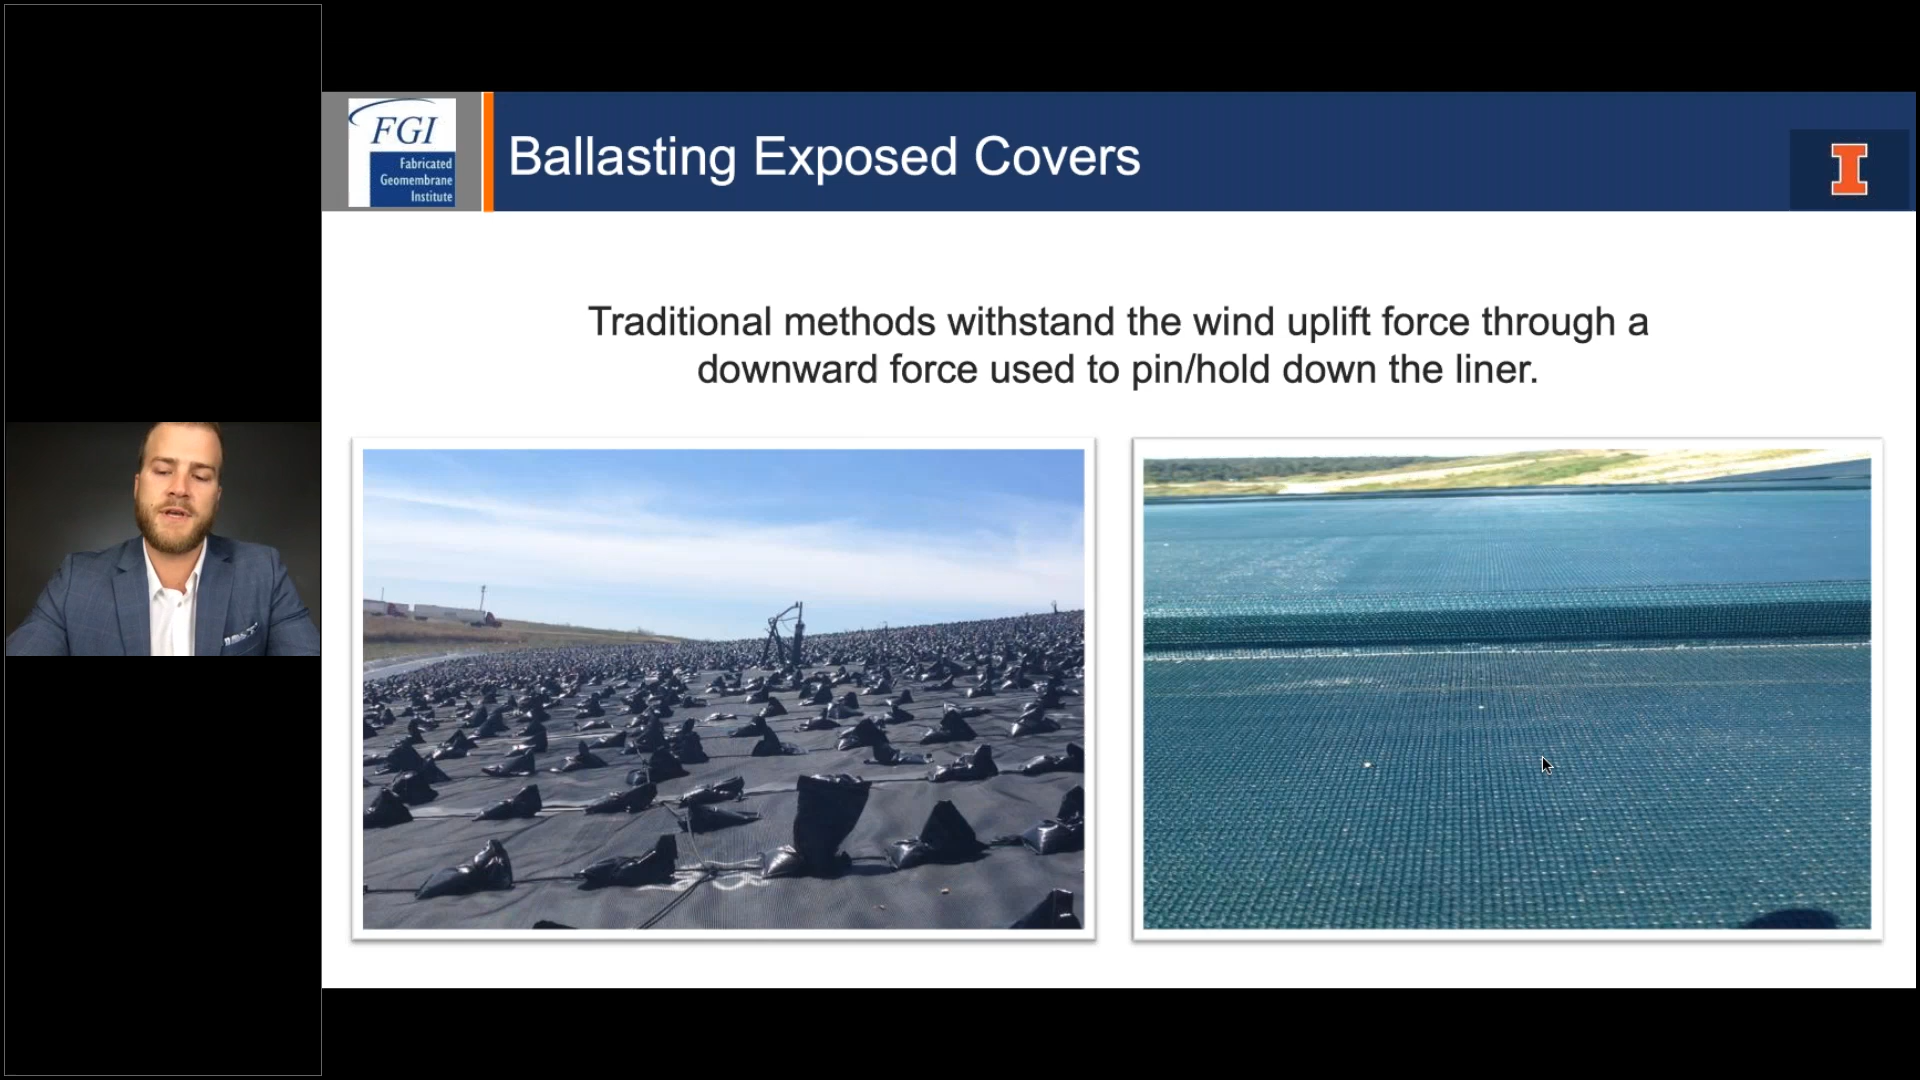 FGI
Fabricated
Geomembrane
Institute
Ballasting Exposed Covers
I
Traditional methods withstand the wind uplift force through a
downward force used to pin/hold down the liner.